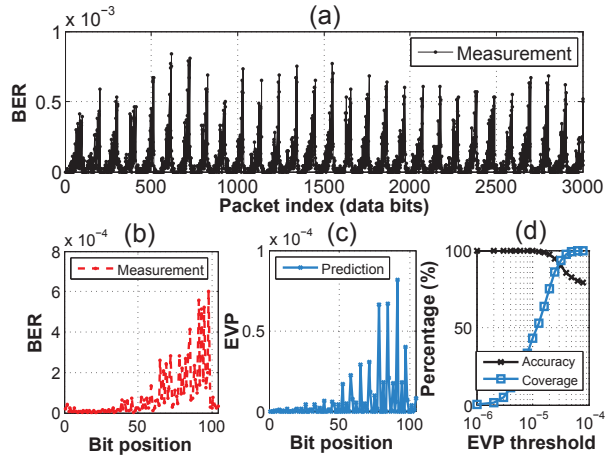 (a)
x 10⁻³
1
0.5
0
BER
Measurement
0 500 1000 1500 2000 2500 3000
Packet index (data bits)
(b)
x 10⁻⁴
8
6
4
2
0
BER
Measurement
0 50 100
Bit position
(c)
x 10⁻⁴
1
0.5
0
EVP
Prediction
0 50 100
Bit position
(d)
100
50
0
Percentage (%)
Accuracy
Coverage
10⁻⁶ 10⁻⁵ 10⁻⁴
EVP threshold